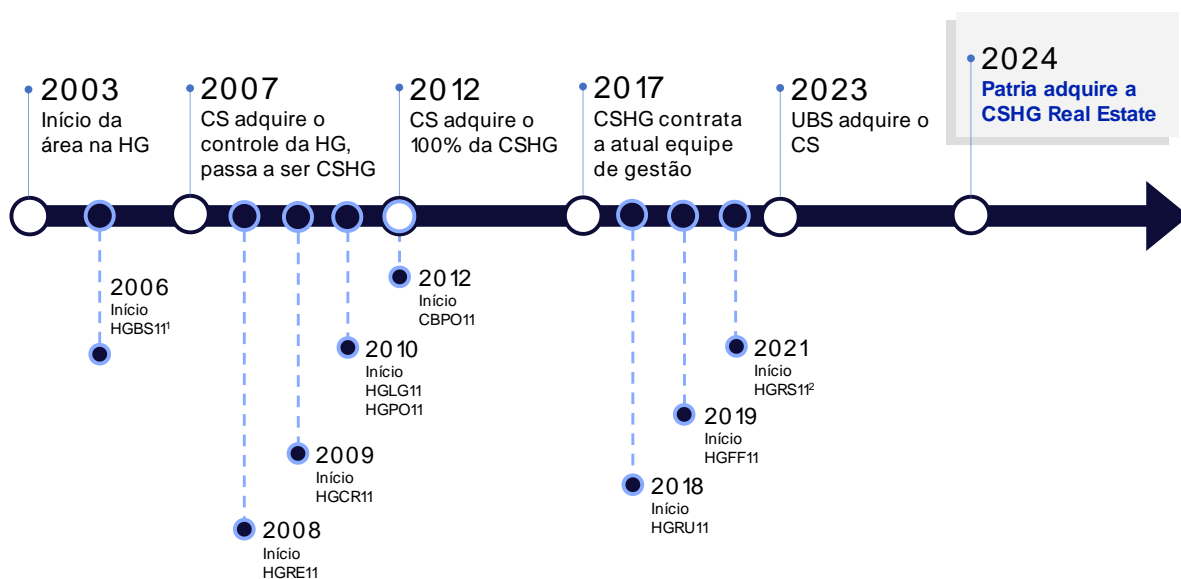 2003
Início da
área na HG
2007
CS adquire o
controle da HG,
passa a ser CSHG
2012
CS adquire o
100% da CSHG
2017
CSHG contrata
a atual equipe
de gestão
2023
UBS adquire o
CS
2024
Patria adquire a
CSHG Real Estate
2006
Início
HGBS11¹
2008
Início
HGRE11
2009
Início
HGCR11
2010
Início
HGLG11
HGPO11
2012
Início
CBPO11
2018
Início
HGRU11
2019
Início
HGFF11
2021
Início
HGRS11²